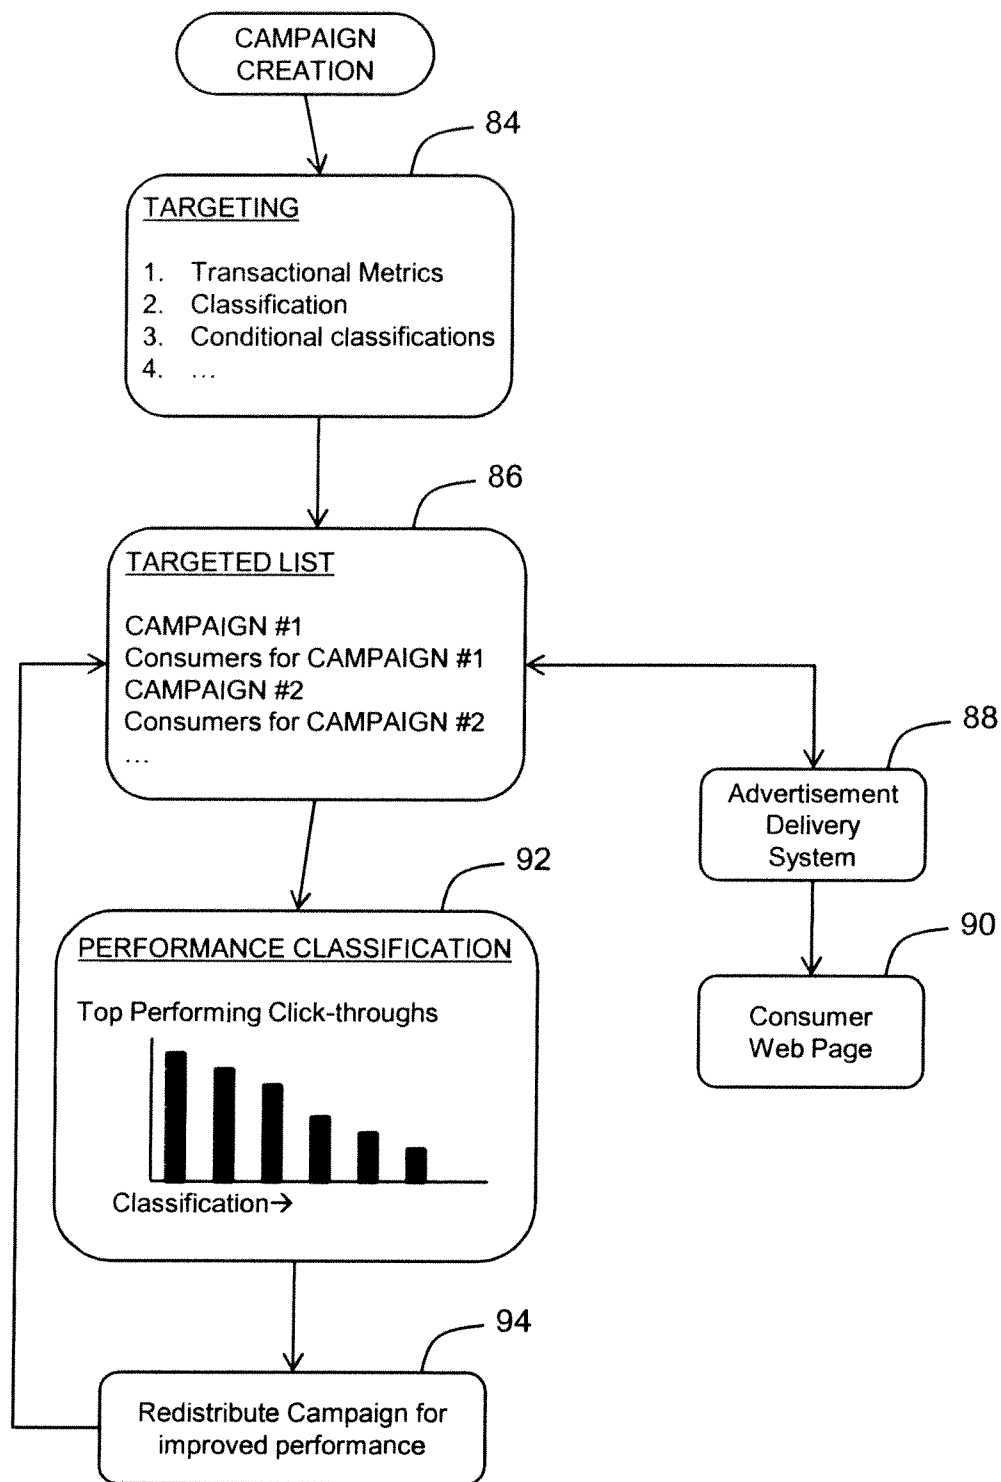 CAMPAIGN
CREATION
84
TARGETING
1. Transactional Metrics
2. Classification
3. Conditional classifications
4. ...
86
TARGETED LIST
CAMPAIGN #1
Consumers for CAMPAIGN #1
CAMPAIGN #2
Consumers for CAMPAIGN #2
...
88
Advertisement
Delivery
System
90
Consumer
Web Page
92
PERFORMANCE CLASSIFICATION
Top Performing Click-throughs
Classification→
94
Redistribute Campaign for
improved performance